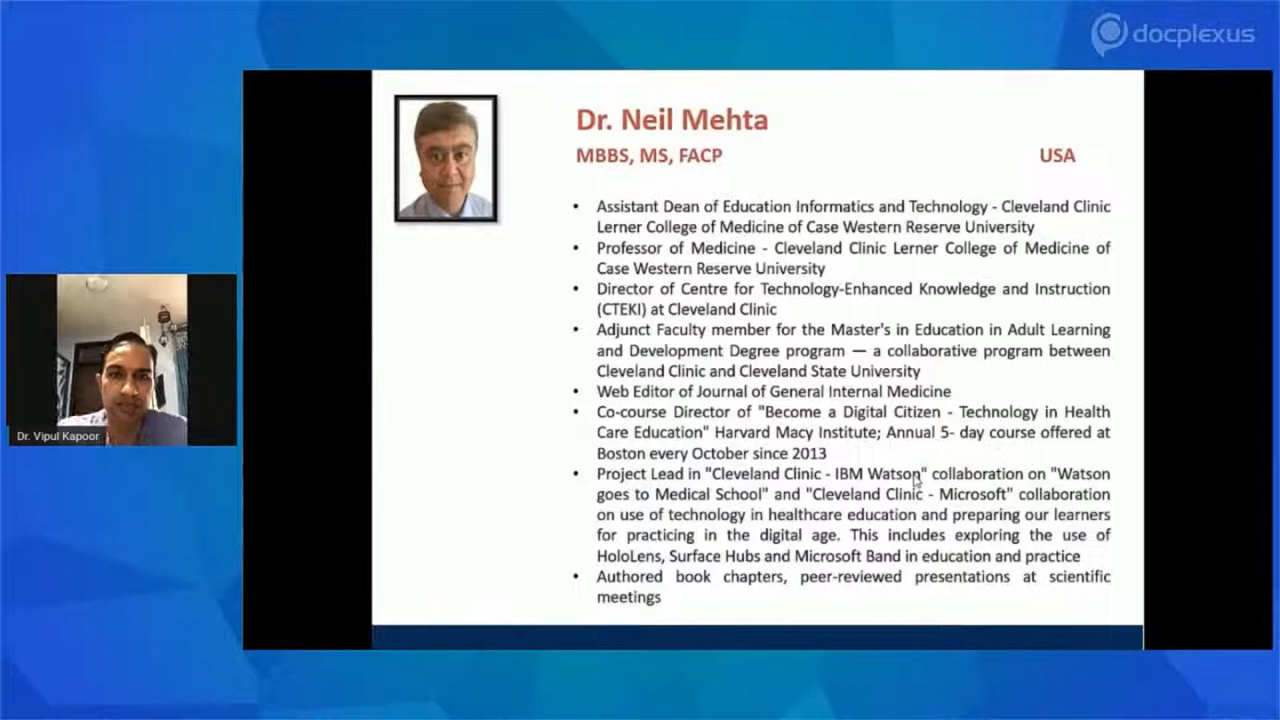 docplexus
Dr. Neil Mehta
MBBS, MS, FACP USA
• Assistant Dean of Education Informatics and Technology - Cleveland Clinic
Lerner College of Medicine of Case Western Reserve University
• Professor of Medicine - Cleveland Clinic Lerner College of Medicine of
Case Western Reserve University
• Director of Centre for Technology-Enhanced Knowledge and Instruction
(CTEKI) at Cleveland Clinic
• Adjunct Faculty member for the Master's in Education in Adult Learning
and Development Degree program — a collaborative program between
Cleveland Clinic and Cleveland State University
• Web Editor of Journal of General Internal Medicine
• Co-course Director of "Become a Digital Citizen - Technology in Health
Care Education" Harvard Macy Institute; Annual 5- day course offered at
Boston every October since 2013
• Project Lead in "Cleveland Clinic - IBM Watson" collaboration on "Watson
goes to Medical School" and "Cleveland Clinic - Microsoft" collaboration
on use of technology in healthcare education and preparing our learners
for practicing in the digital age. This includes exploring the use of
HoloLens, Surface Hubs and Microsoft Band in education and practice
• Authored book chapters, peer-reviewed presentations at scientific
meetings
Dr. Vipul Kapoor